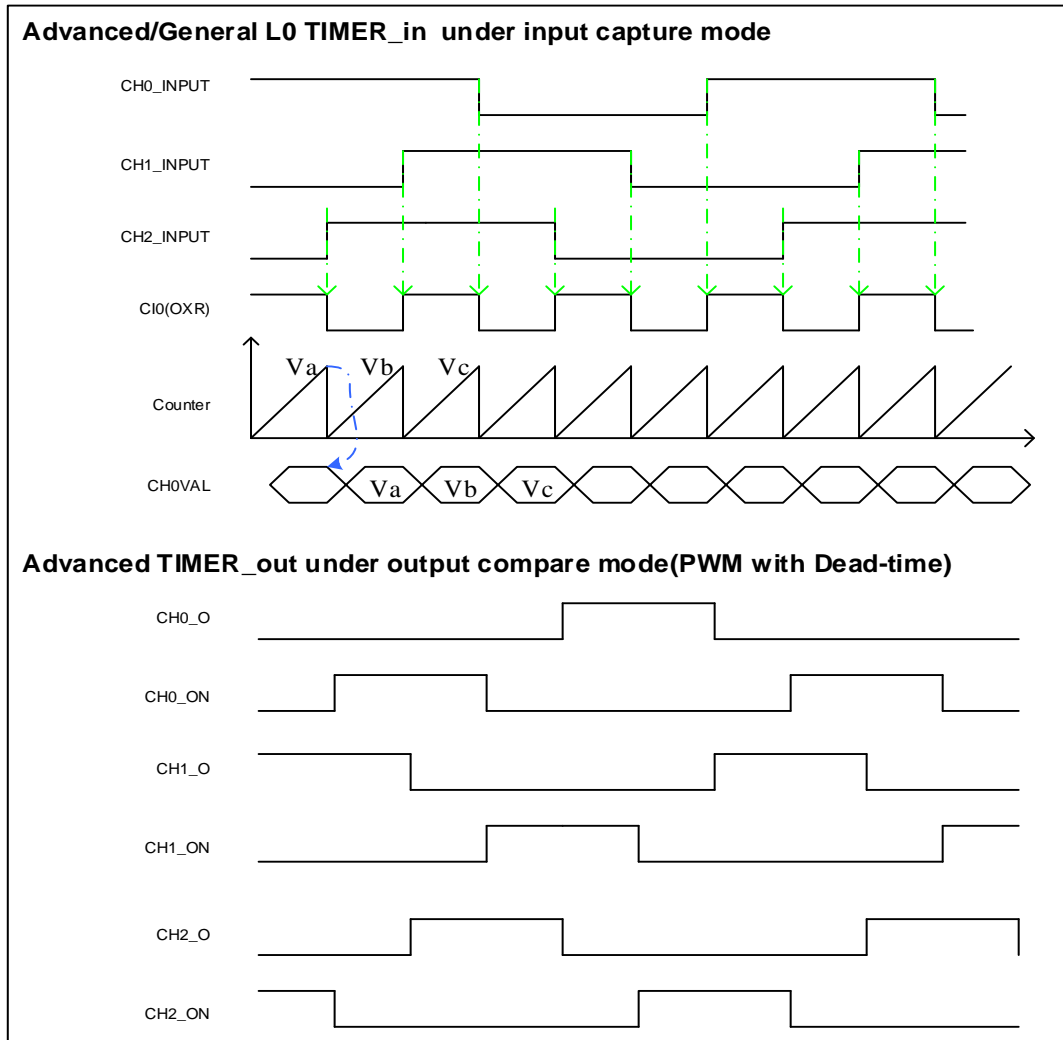 Advanced/General L0 TIMER_in under input capture mode
CH0_INPUT
CH1_INPUT
CH2_INPUT
CI0(OXR)
Va Vb Vc
Counter
CH0VAL
Va Vb Vc
Advanced TIMER_out under output compare mode(PWM with Dead-time)
CH0_O
CH0_ON
CH1_O
CH1_ON
CH2_O
CH2_ON